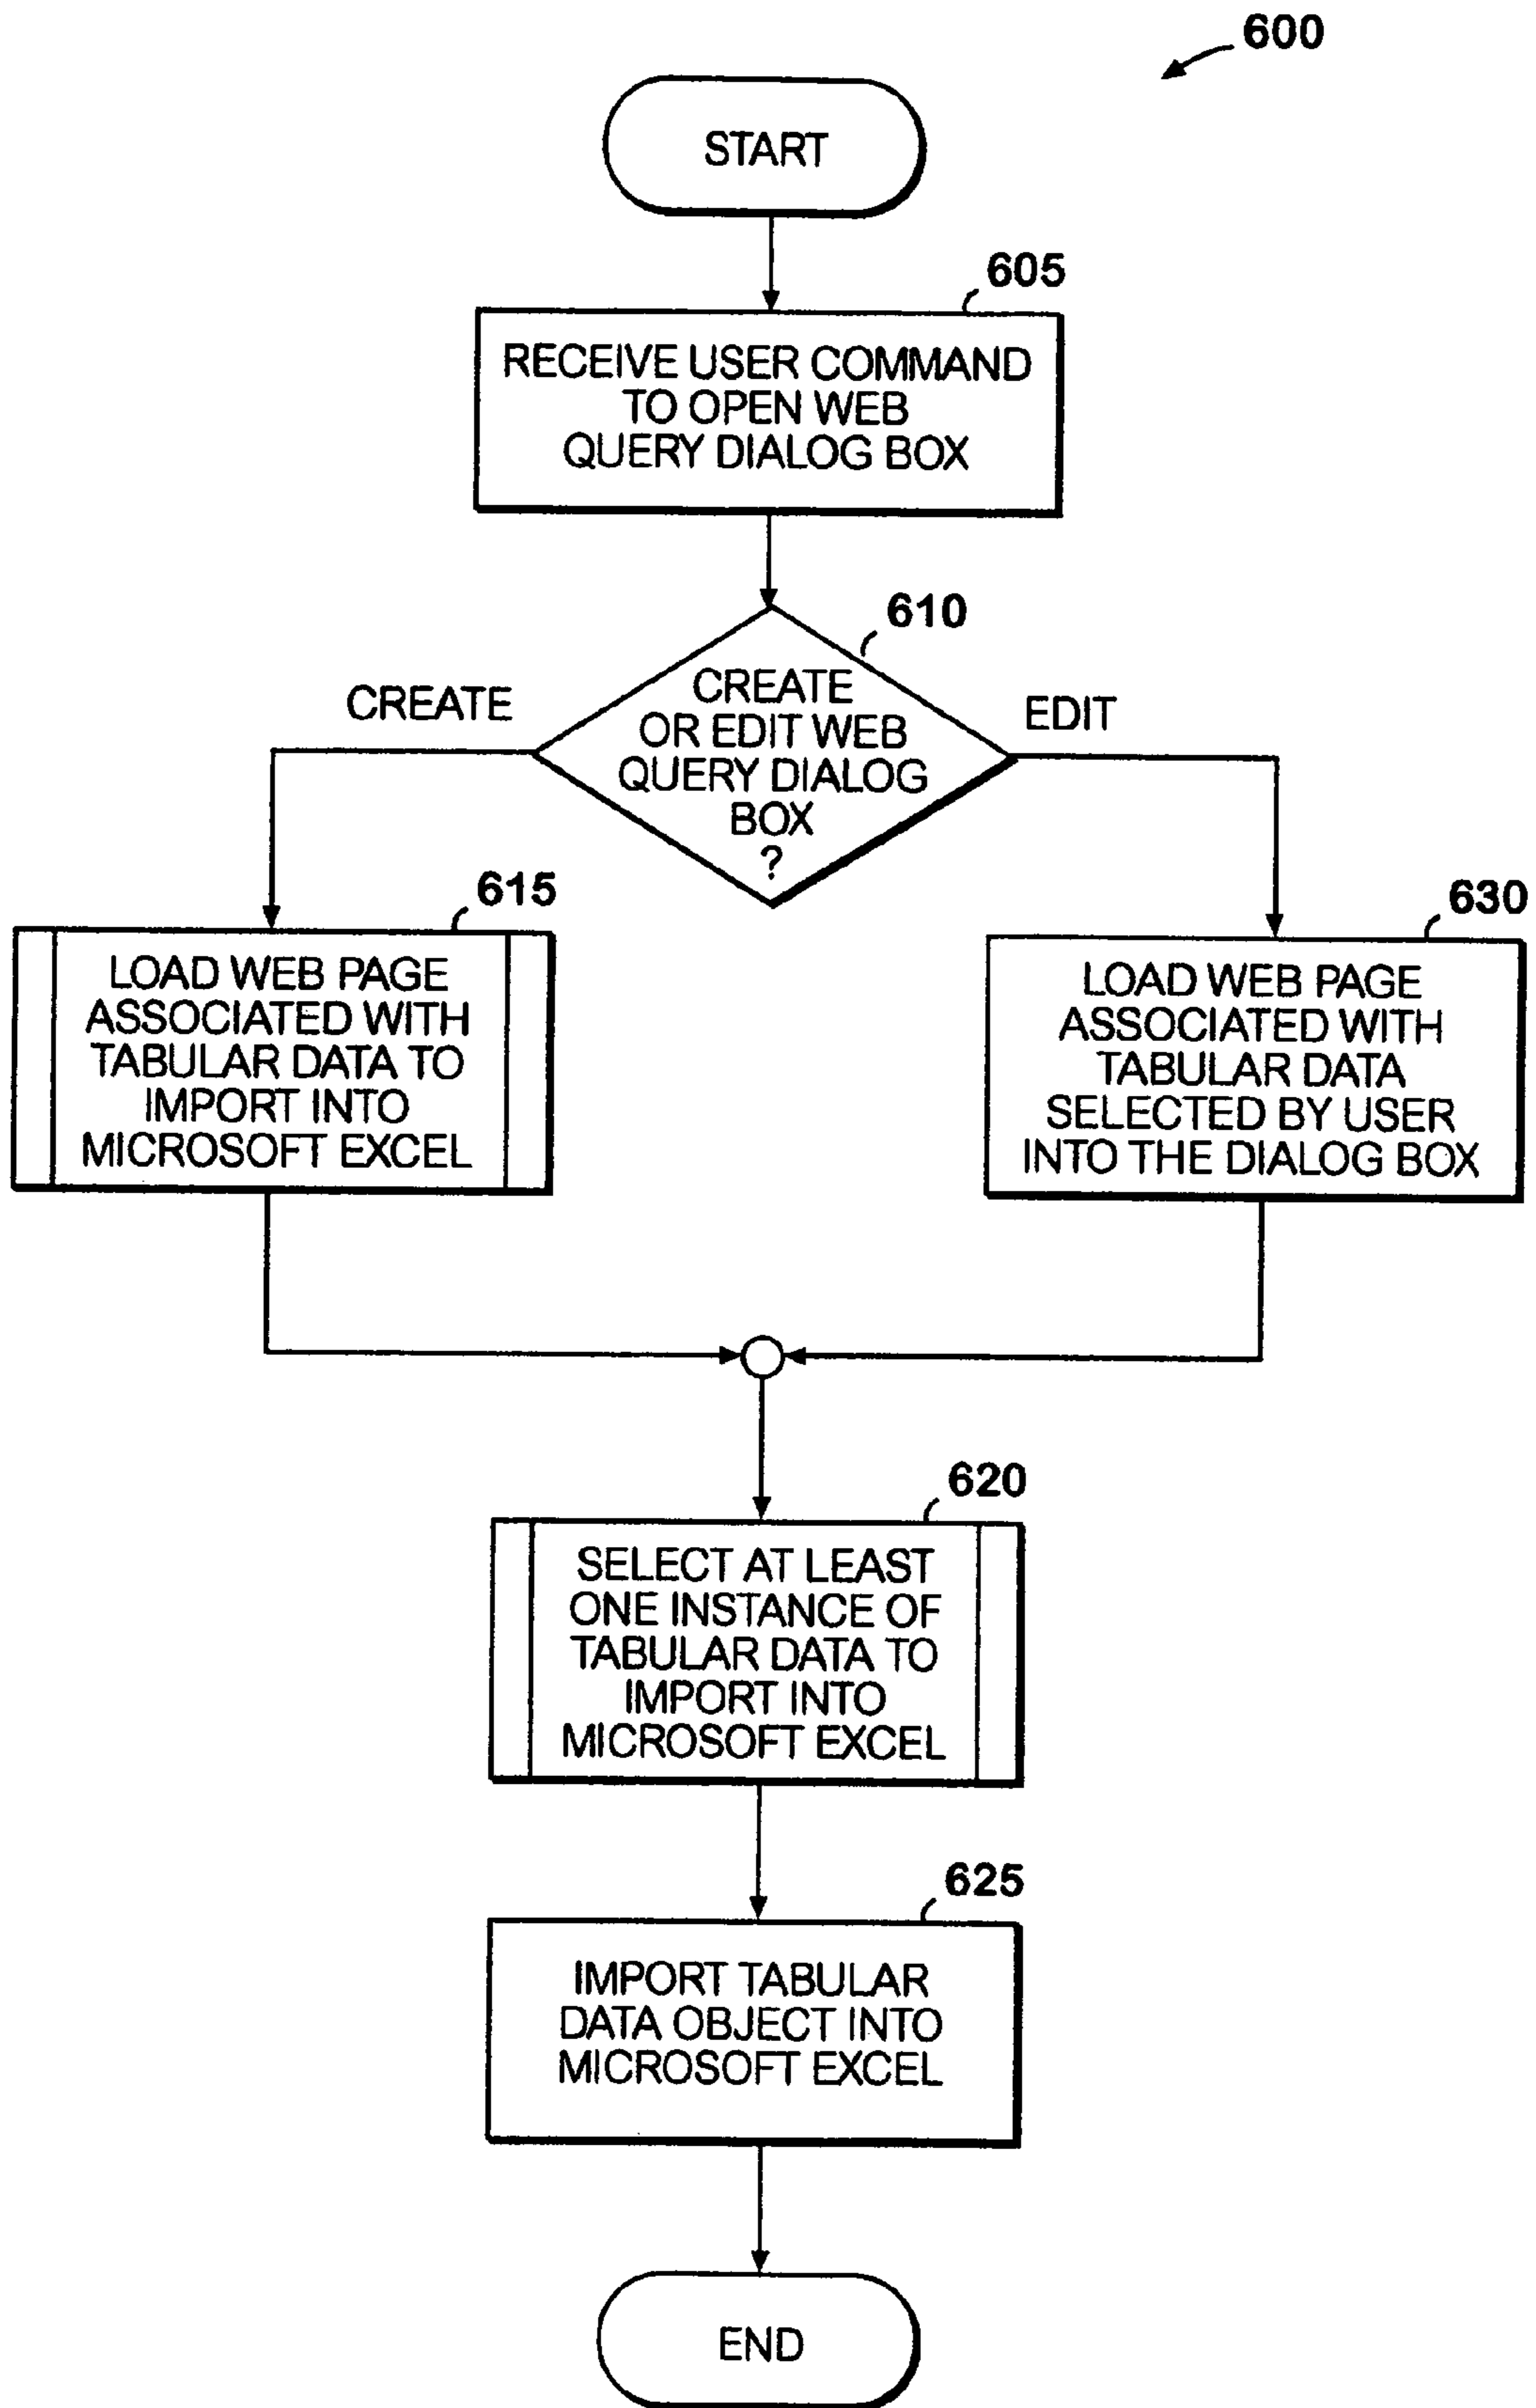 600
START
605
RECEIVE USER COMMAND
TO OPEN WEB
QUERY DIALOG BOX
610
CREATE
OR EDIT WEB
QUERY DIALOG
BOX
?
CREATE
EDIT
615
LOAD WEB PAGE
ASSOCIATED WITH
TABULAR DATA TO
IMPORT INTO
MICROSOFT EXCEL
630
LOAD WEB PAGE
ASSOCIATED WITH
TABULAR DATA
SELECTED BY USER
INTO THE DIALOG BOX
620
SELECT AT LEAST
ONE INSTANCE OF
TABULAR DATA TO
IMPORT INTO
MICROSOFT EXCEL
625
IMPORT TABULAR
DATA OBJECT INTO
MICROSOFT EXCEL
END